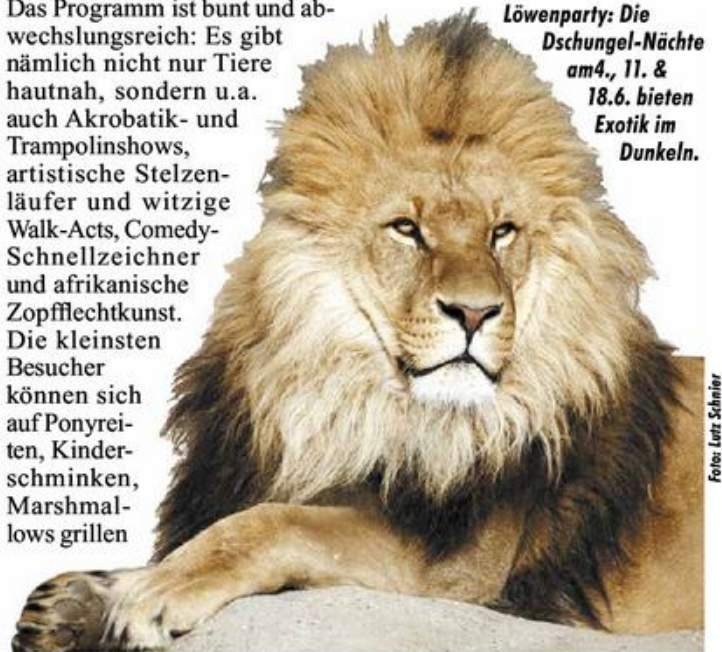 Das Programm ist bunt und ab-
wechslungsreich: Es gibt
nämlich nicht nur Tiere
hautnah, sondern u.a.
auch Akrobatik- und
Trampolinshows,
artistische Stelzen-
läufer und witzige
Walk-Acts, Comedy-
Schnellzeichner
und afrikanische
Zopfflechtkunst.
Die kleinsten
Besucher
können sich
auf Ponyrei-
ten, Kinder-
schminken,
Marshmal-
lows grillen
Löwenparty: Die
Dschungel-Nächte
am4., 11. &
18.6. bieten
Exotik im
Dunkeln.
Foto: Lutz Schnier